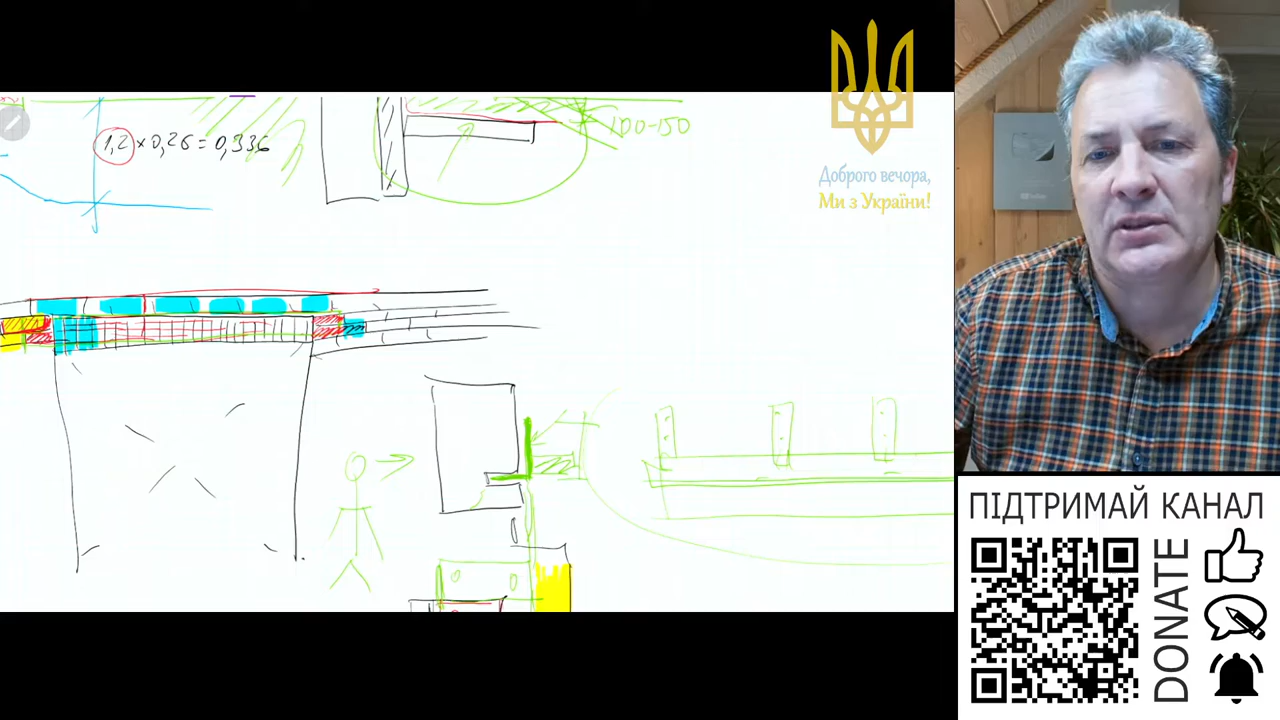 1,2 × 0,26 = 0,336
100-150
Доброго вечора,
Ми з України!
ПІДТРИМАЙ КАНАЛ
DONATE